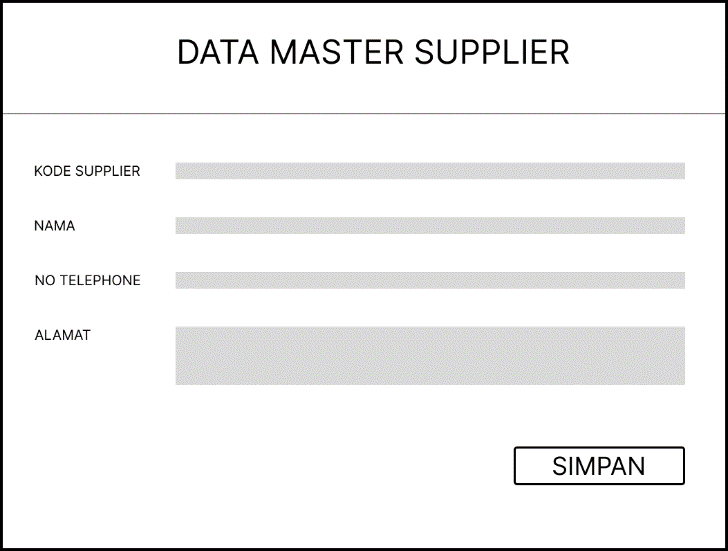 DATA MASTER SUPPLIER
KODE SUPPLIER
NAMA
NO TELEPHONE
ALAMAT
SIMPAN